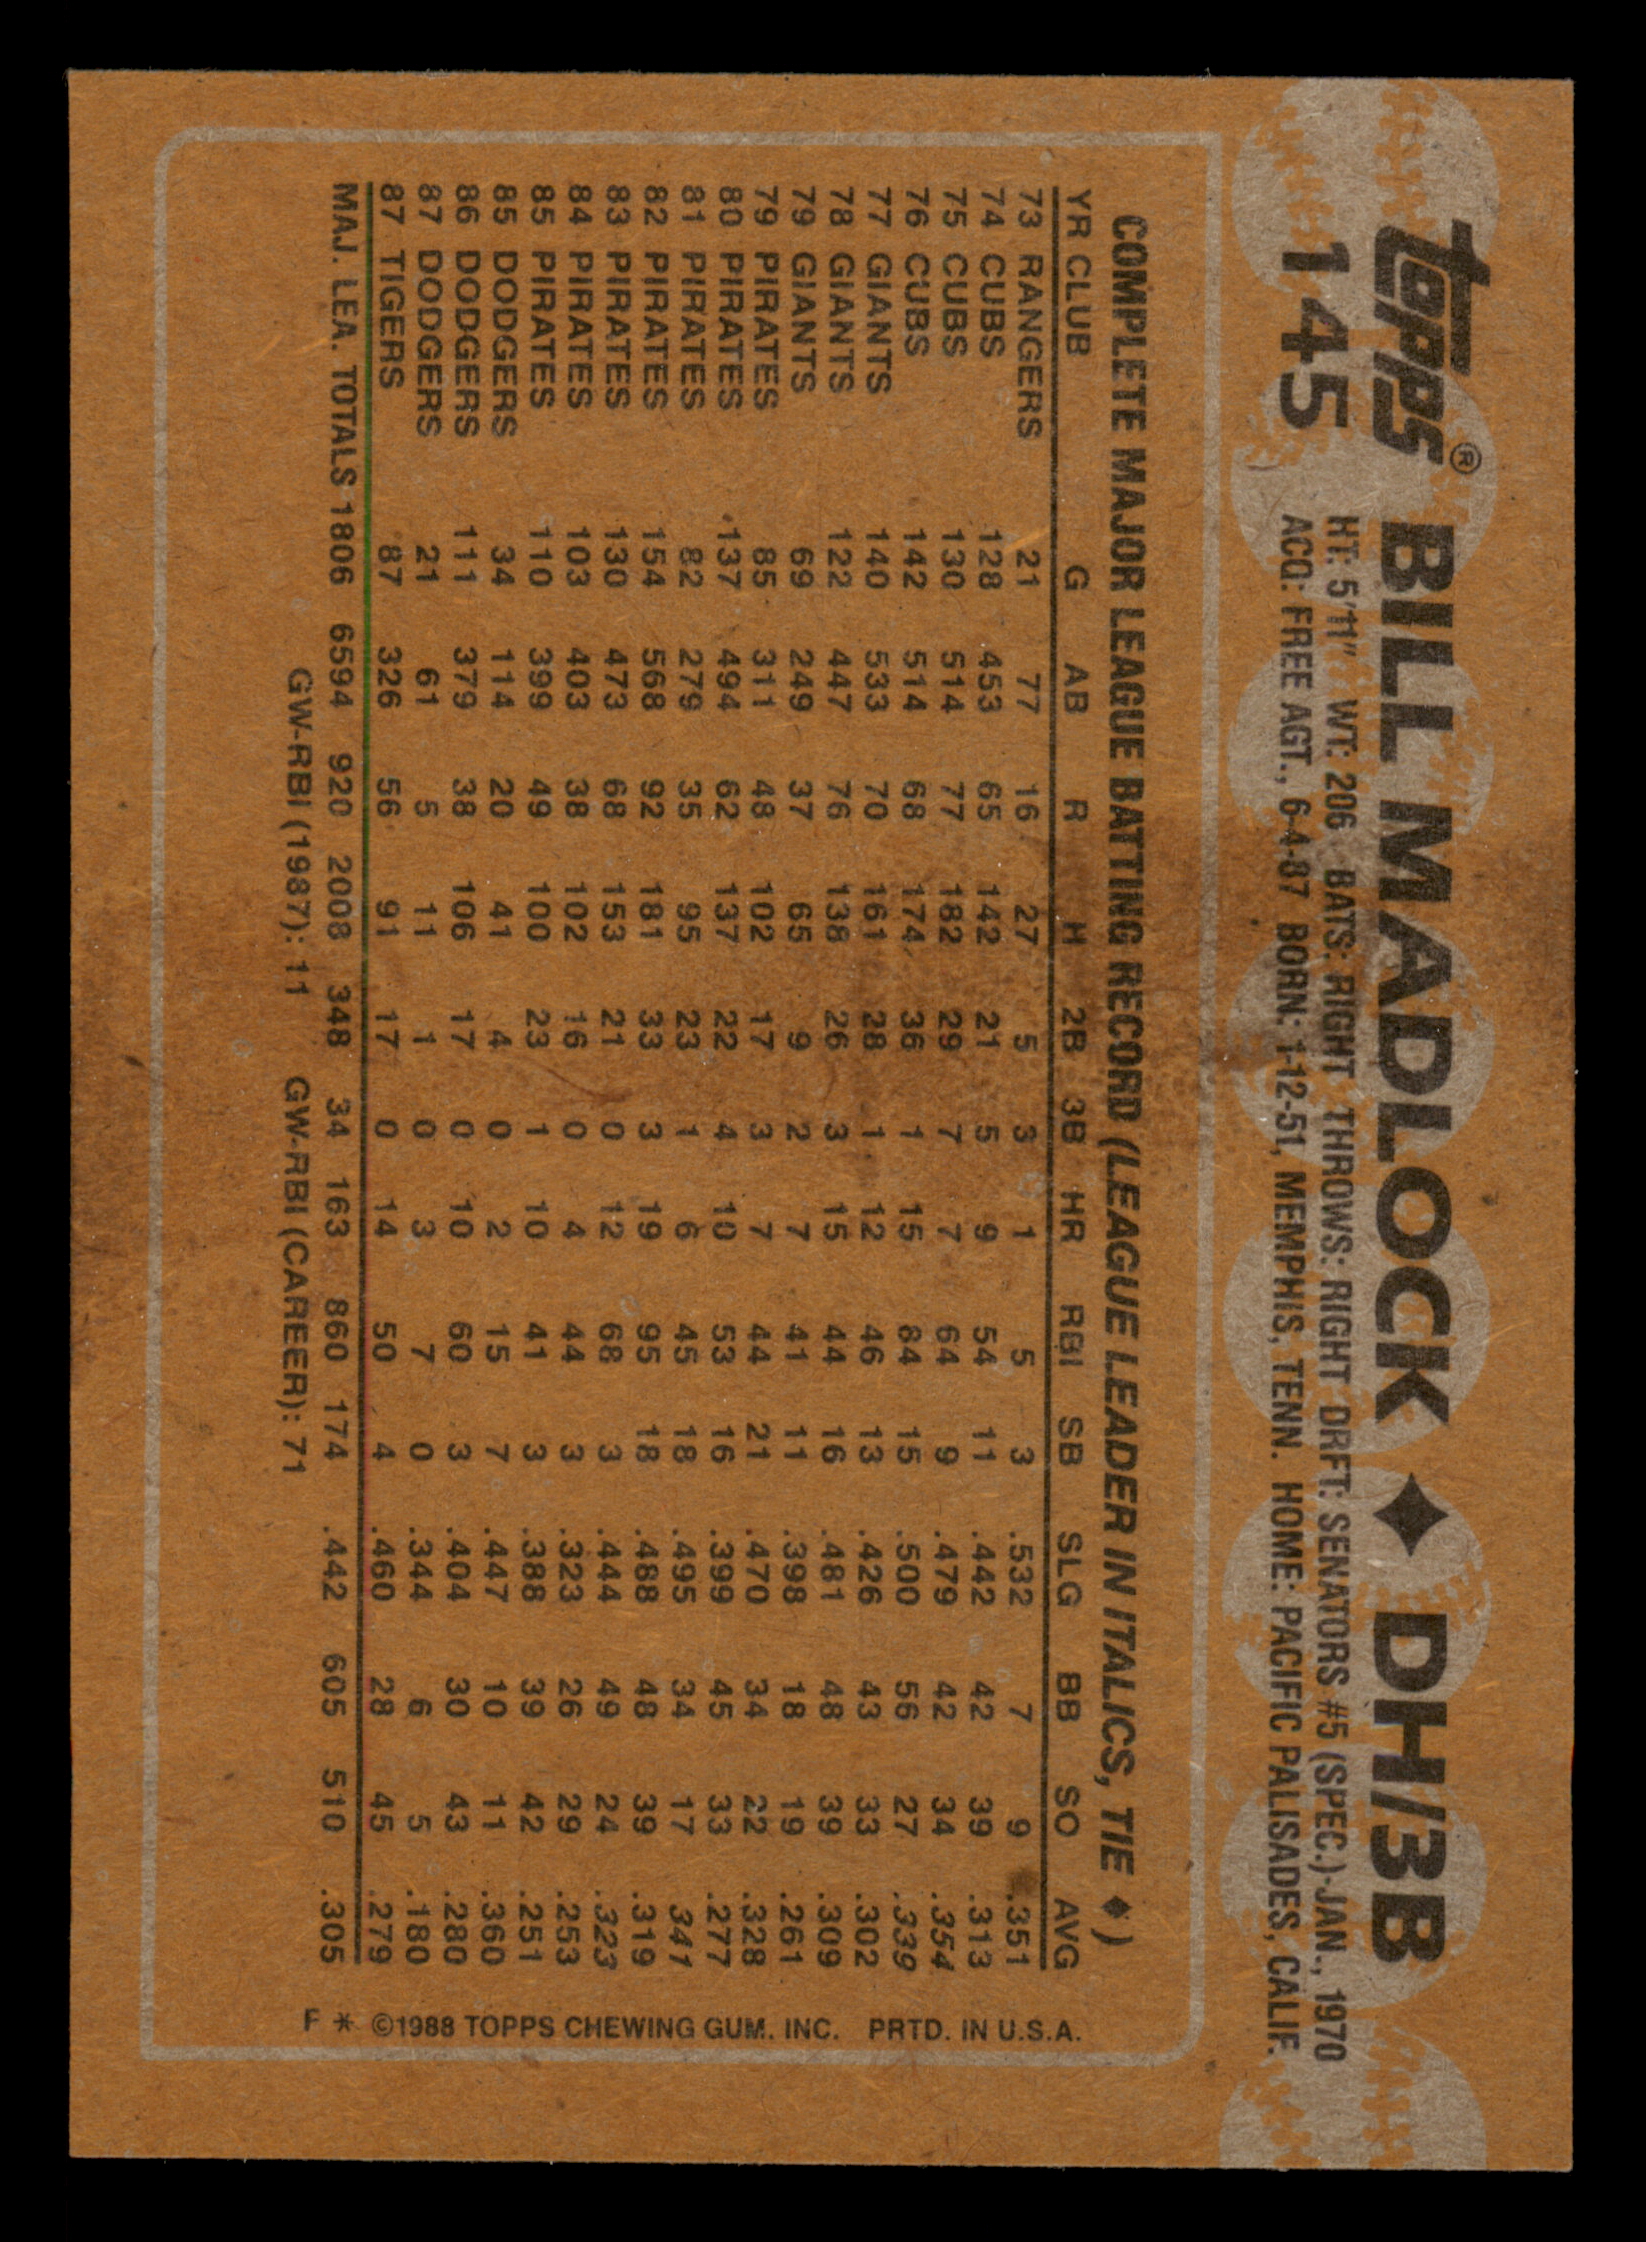 topps® BILL MADLOCK ♦ DH/3B
145 HT: 5'11" WT: 206 BATS: RIGHT THROWS: RIGHT DRFT: SENATORS #5 (SPEC.)-JAN., 1970
ACQ: FREE AGT., 6-4-87 BORN: 1-12-51, MEMPHIS, TENN. HOME: PACIFIC PALISADES, CALIF.
COMPLETE MAJOR LEAGUE BATTING RECORD (LEAGUE LEADER IN ITALICS, TIE ♦)
YR CLUB G AB R H 2B 3B HR RBI SB SLG BB SO AVG
73 RANGERS 21 77 16 27 5 3 1 5 3 .532 7 9 .351
74 CUBS 128 453 65 142 21 5 9 54 11 .442 42 39 .313
75 CUBS 130 514 77 182 29 7 7 64 9 .479 42 34 .354
76 CUBS 142 514 68 174 36 1 15 84 15 .500 56 27 .339
77 GIANTS 140 533 70 161 28 1 12 46 13 .426 43 33 .302
78 GIANTS 122 447 76 138 26 3 15 44 16 .481 48 39 .309
79 GIANTS 69 249 37 65 9 2 7 41 11 .398 18 19 .261
79 PIRATES 85 311 48 102 17 3 7 44 21 .470 34 22 .328
80 PIRATES 137 494 62 137 22 4 10 53 16 .399 45 33 .277
81 PIRATES 82 279 35 95 23 1 6 45 18 .495 34 17 .341
82 PIRATES 154 568 92 181 33 3 19 95 18 .488 48 39 .319
83 PIRATES 130 473 68 153 21 0 12 68 3 .444 49 24 .323
84 PIRATES 103 403 38 102 16 0 4 44 3 .323 26 29 .253
85 PIRATES 110 399 49 100 23 1 10 41 3 .388 39 42 .251
85 DODGERS 34 114 20 41 4 0 2 15 7 .447 10 11 .360
86 DODGERS 111 379 38 106 17 0 10 60 3 .404 30 43 .280
87 DODGERS 21 61 5 11 1 0 3 7 0 .344 6 5 .180
87 TIGERS 87 326 56 91 17 0 14 50 4 .460 28 45 .279
MAJ. LEA. TOTALS 1806 6594 920 2008 348 34 163 860 174 .442 605 510 .305
GW-RBI (1987): 11 GW-RBI (CAREER): 71
F * ©1988 TOPPS CHEWING GUM. INC. PRTD. IN U.S.A.